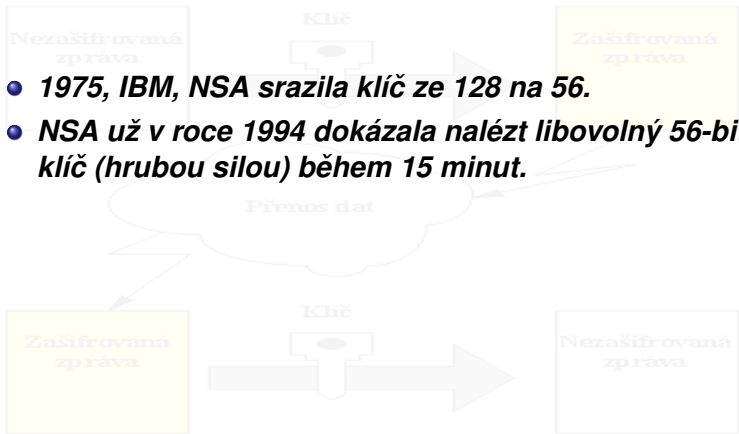 Klíč
Nezašifrovaná
zpráva
Zašifrovaná
zpráva
1975, IBM, NSA srazila klíč ze 128 na 56.
NSA už v roce 1994 dokázala nalézt libovolný 56-bit
klíč (hrubou silou) během 15 minut.
Přenos dat
Klíč
Zašifrovaná
zpráva
Nezašifrovaná
zpráva